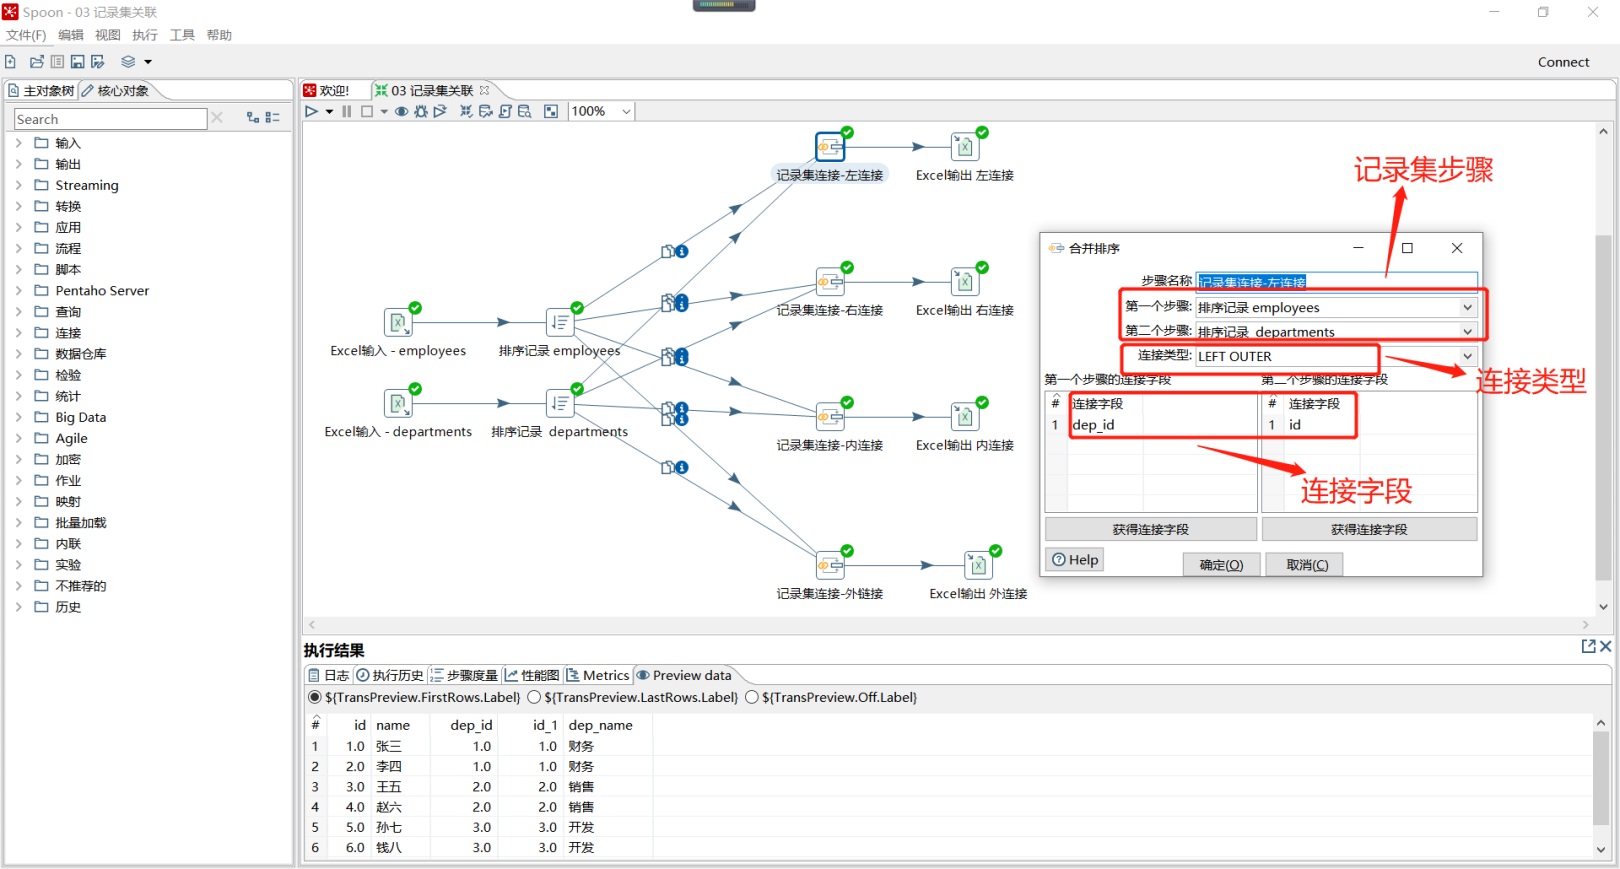 Spoon - 03 记录集关联
文件(F) 编辑 视图 执行 工具 帮助
Connect
主对象树 核心对象
Search
输入
输出
Streaming
转换
应用
流程
脚本
Pentaho Server
查询
连接
数据仓库
检验
统计
Big Data
Agile
加密
作业
映射
批量加载
内联
实验
不推荐的
历史
欢迎! 03 记录集关联
100%
记录集连接-左连接 Excel输出 左连接
记录集连接-右连接 Excel输出 右连接
Excel输入 - employees 排序记录 employees
Excel输入 - departments 排序记录 departments
记录集连接-内连接 Excel输出 内连接
记录集连接-外链接 Excel输出 外连接
记录集步骤
合并排序
步骤名称 记录集连接-左连接
第一个步骤: 排序记录 employees
第二个步骤: 排序记录 departments
连接类型: LEFT OUTER
连接类型
第一个步骤的连接字段 第二个步骤的连接字段
# 连接字段 # 连接字段
1 dep_id 1 id
连接字段
获得连接字段 获得连接字段
Help 确定(O) 取消(C)
执行结果
日志 执行历史 步骤度量 性能图 Metrics Preview data
${TransPreview.FirstRows.Label} ${TransPreview.LastRows.Label} ${TransPreview.Off.Label}
# id name dep_id id_1 dep_name
1 1.0 张三 1.0 1.0 财务
2 2.0 李四 1.0 1.0 财务
3 3.0 王五 2.0 2.0 销售
4 4.0 赵六 2.0 2.0 销售
5 5.0 孙七 3.0 3.0 开发
6 6.0 钱八 3.0 3.0 开发